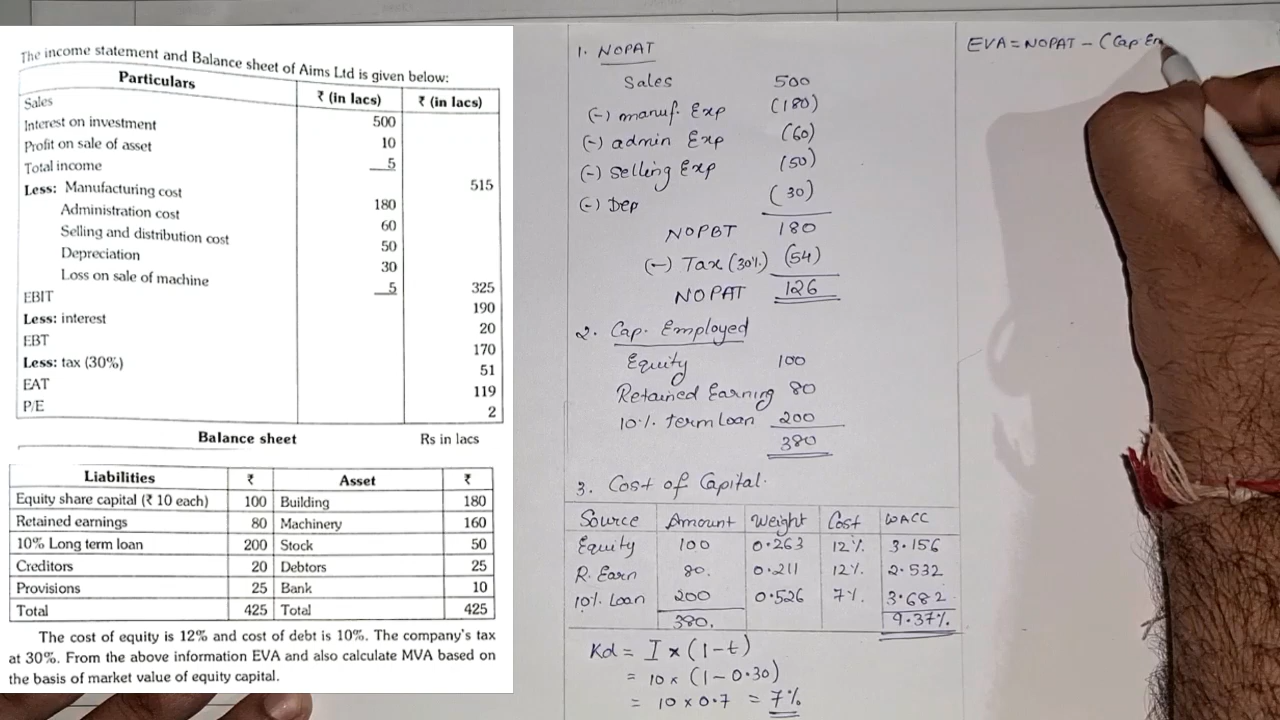 The income statement and Balance sheet of Aims Ltd is given below:
Particulars ₹ (in lacs) ₹ (in lacs)
Sales 500
Interest on investment 10
Profit on sale of asset 5
Total income 515
Less: Manufacturing cost 180
Administration cost 60
Selling and distribution cost 50
Depreciation 30
Loss on sale of machine 5 325
EBIT 190
Less: interest 20
EBT 170
Less: tax (30%) 51
EAT 119
P/E 2
Balance sheet Rs in lacs
Liabilities ₹ Asset ₹
Equity share capital (₹ 10 each) 100 Building 180
Retained earnings 80 Machinery 160
10% Long term loan 200 Stock 50
Creditors 20 Debtors 25
Provisions 25 Bank 10
Total 425 Total 425
The cost of equity is 12% and cost of debt is 10%. The company's tax
at 30%. From the above information EVA and also calculate MVA based on
the basis of market value of equity capital.
1. NOPAT
Sales 500
(-) manuf. Exp (180)
(-) admin Exp (60)
(-) selling Exp (50)
(-) Dep (30)
NOPBT 180
(-) Tax (30%) (54)
NOPAT 126
2. Cap. Employed
Equity 100
Retained Earning 80
10%. term loan 200
380
3. Cost of Capital.
Source Amount Weight Cost WACC
Equity 100 0.263 12%. 3.156
R. Earn 80. 0.211 12%. 2.532
10%. Loan 200 0.526 7%. 3.682
380. 9.37%
Kd = I x (1-t)
= 10 x (1-0.30)
= 10 x 0.7 = 7%
EVA = NOPAT - (Cap Em